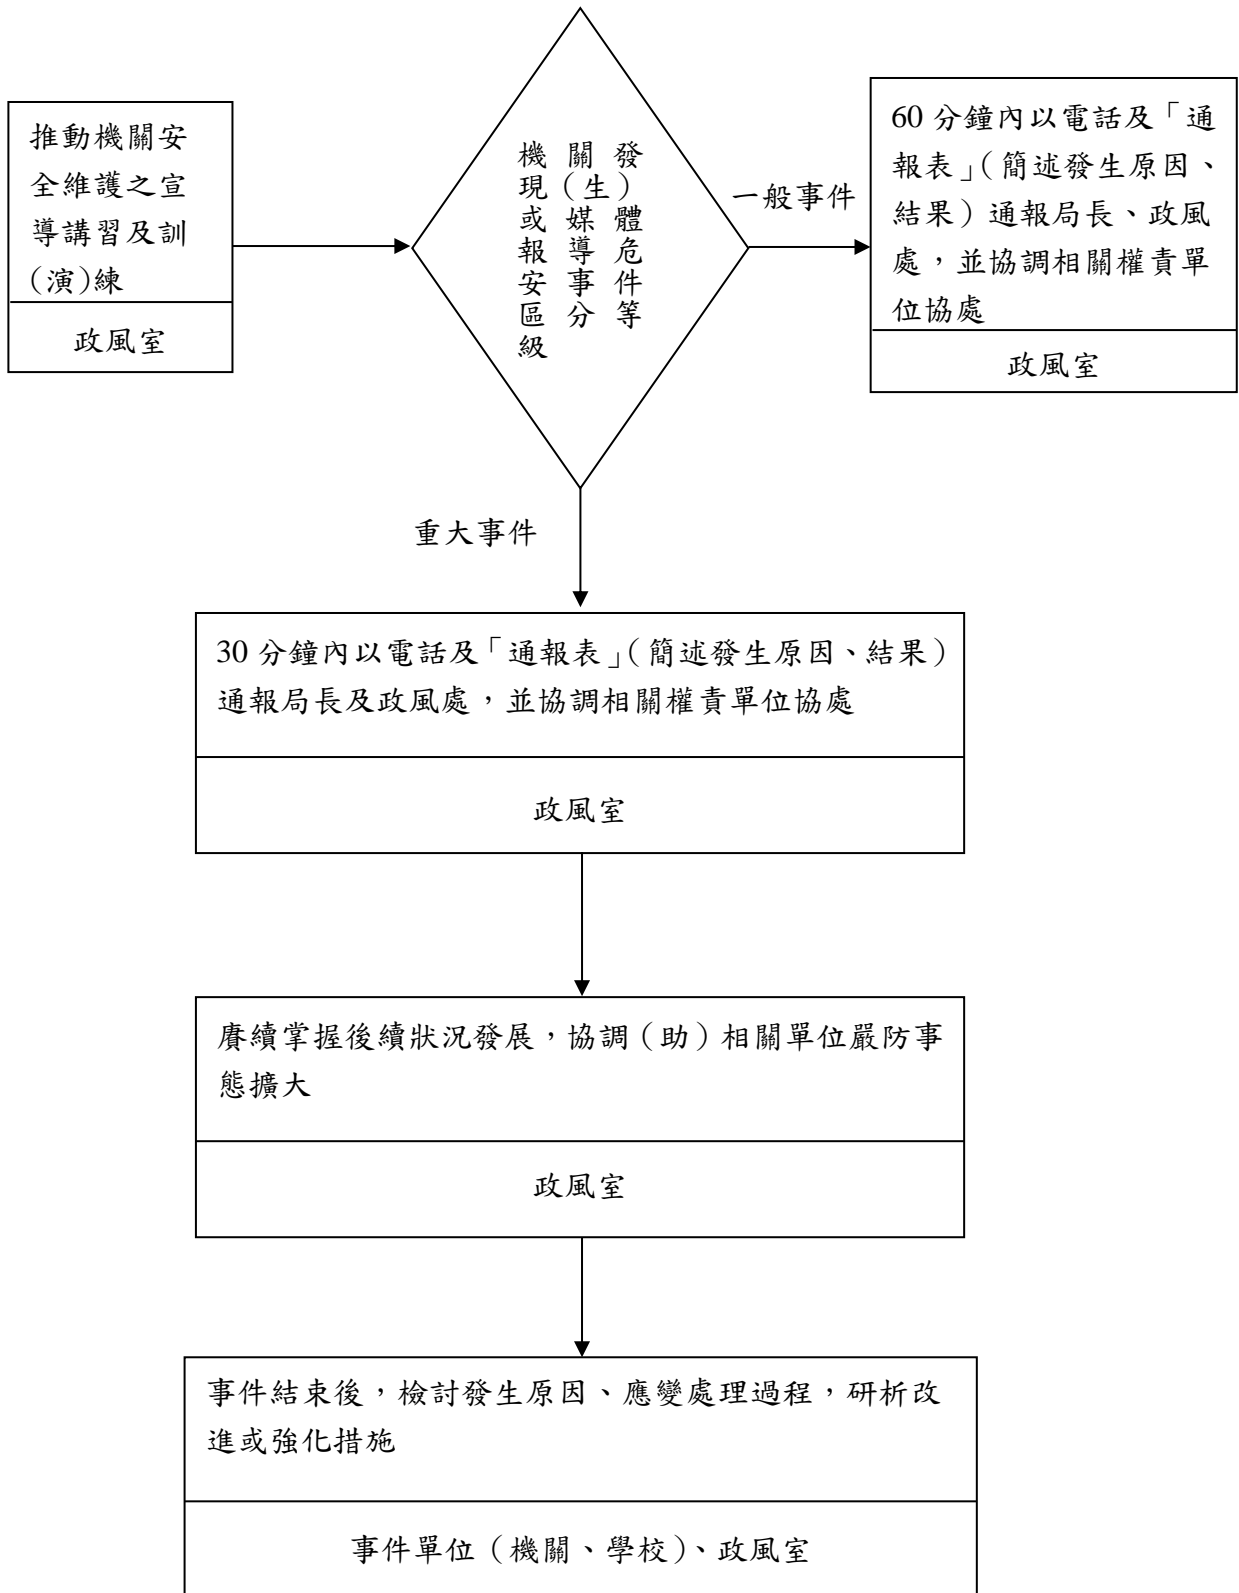 推動機關安
全維護之宣
導講習及訓
(演)練
政風室
機關發
現(生)
或媒體
報導危
安事件
區分等
級
一般事件
60 分鐘內以電話及「通
報表」(簡述發生原因、
結果)通報局長、政風
處，並協調相關權責單
位協處
政風室
重大事件
30 分鐘內以電話及「通報表」(簡述發生原因、結果)
通報局長及政風處，並協調相關權責單位協處
政風室
賡續掌握後續狀況發展，協調(助)相關單位嚴防事
態擴大
政風室
事件結束後，檢討發生原因、應變處理過程，研析改
進或強化措施
事件單位(機關、學校)、政風室